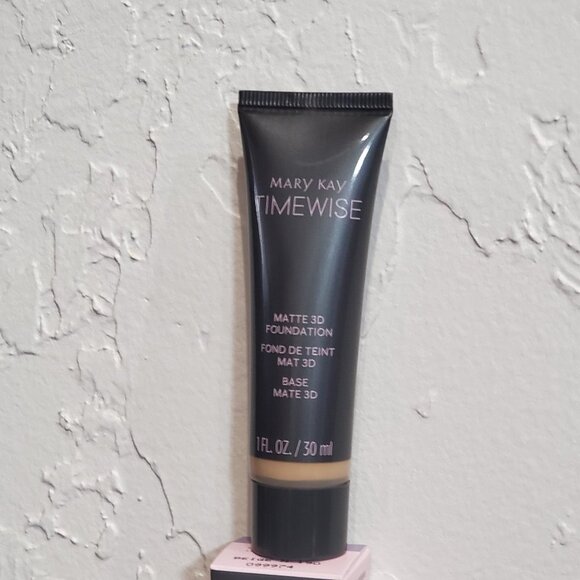 MARY KAY
TIMEWISE
MATTE 3D
FOUNDATION
FOND DE TEINT
MAT 3D
BASE
MATE 3D
1 FL. OZ. / 30 ml
099974